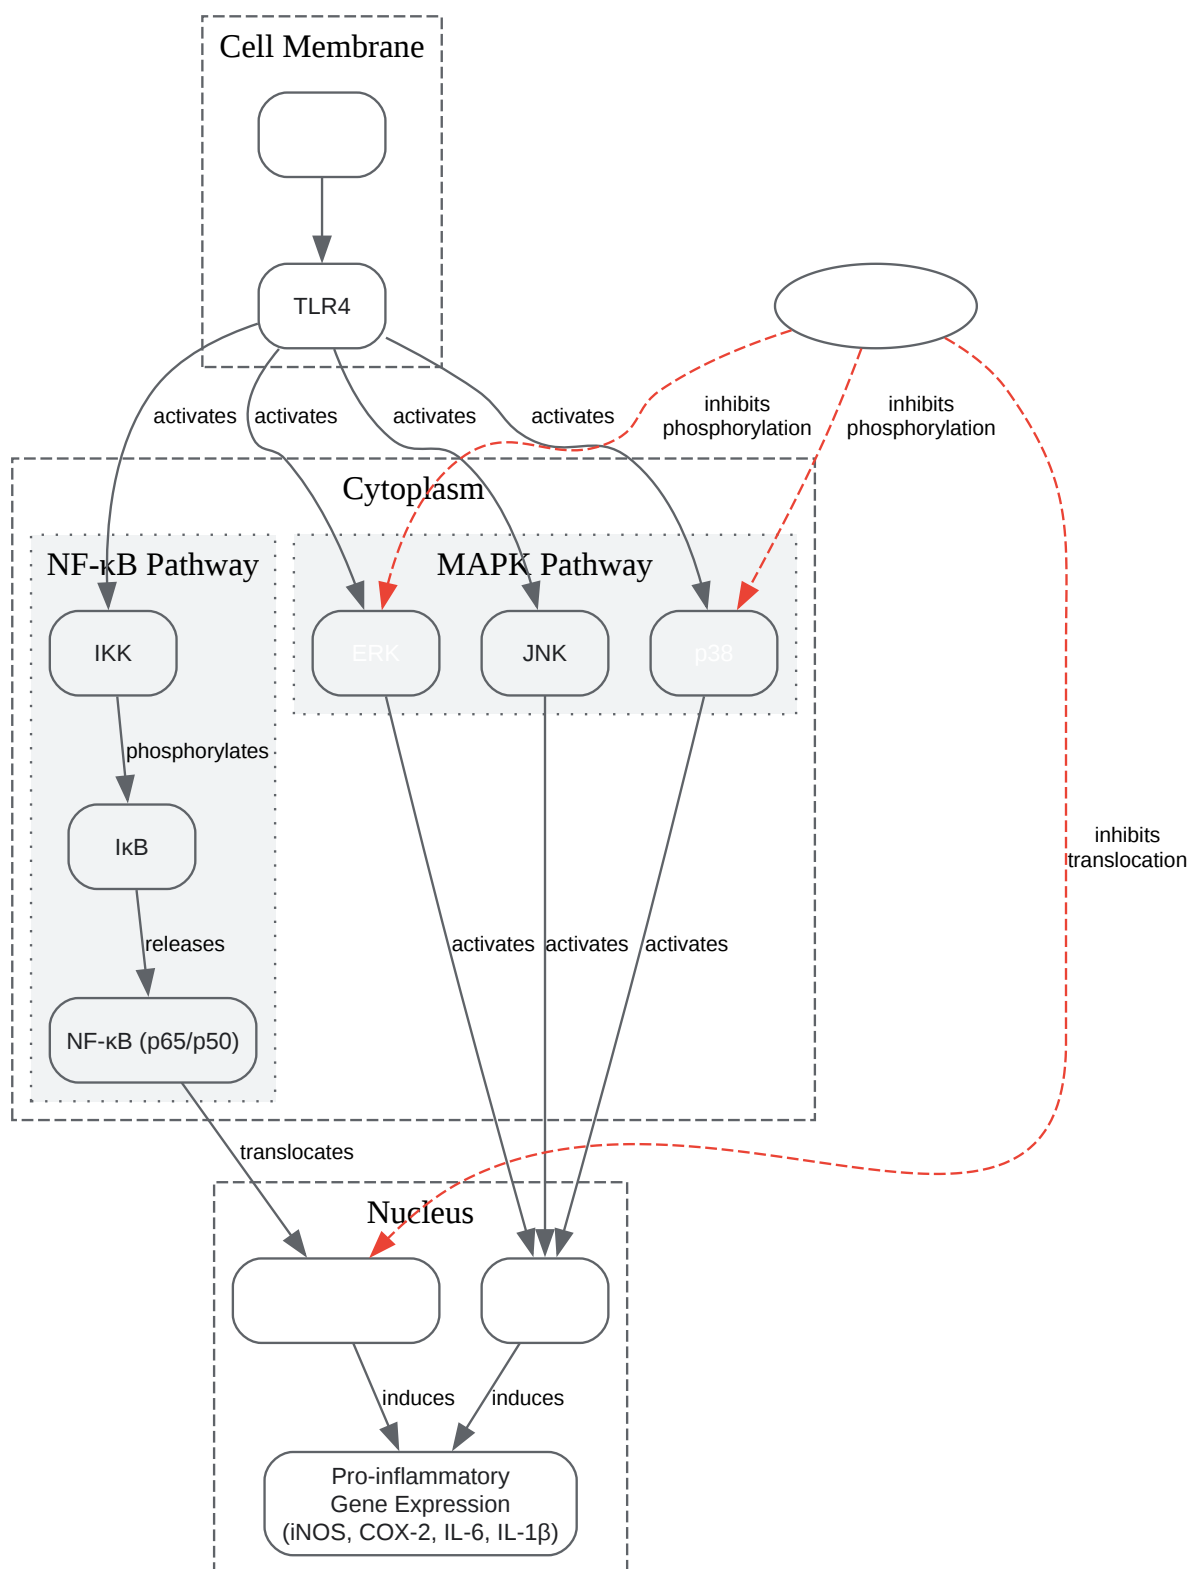 Cell Membrane
TLR4
activates
activates
activates
activates
inhibits
phosphorylation
inhibits
phosphorylation
Cytoplasm
NF-κB Pathway
MAPK Pathway
IKK
ERK
JNK
p38
phosphorylates
IκB
inhibits
translocation
releases
activates
activates
activates
NF-κB (p65/p50)
translocates
Nucleus
induces
induces
Pro-inflammatory
Gene Expression
(iNOS, COX-2, IL-6, IL-1β)